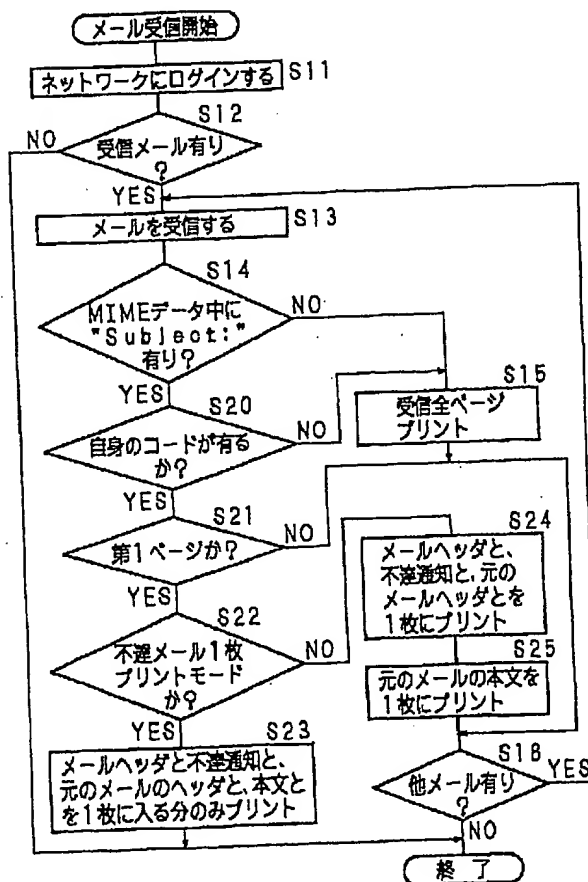 メール受信開始
ネットワークにログインする
S11
S12
NO
受信メール有り
?
YES
メールを受信する
S13
S14
MIMEデータ中に
"Subject:"
有り?
NO
YES
S20
自身のコードが有る
か?
NO
S15
受信全ページ
プリント
YES
S21
第1ページか?
NO
YES
S22
不達メール1枚
プリントモード
か?
NO
S24
メールヘッダと、
不達通知と、元の
メールヘッダとを
1枚にプリント
S25
元のメールの本文を
1枚にプリント
YES
S23
メールヘッダと不達通知と、
元のメールのヘッダと、本文と
を1枚に入る分のみプリント
S18
他メール有り
?
YES
NO
終了